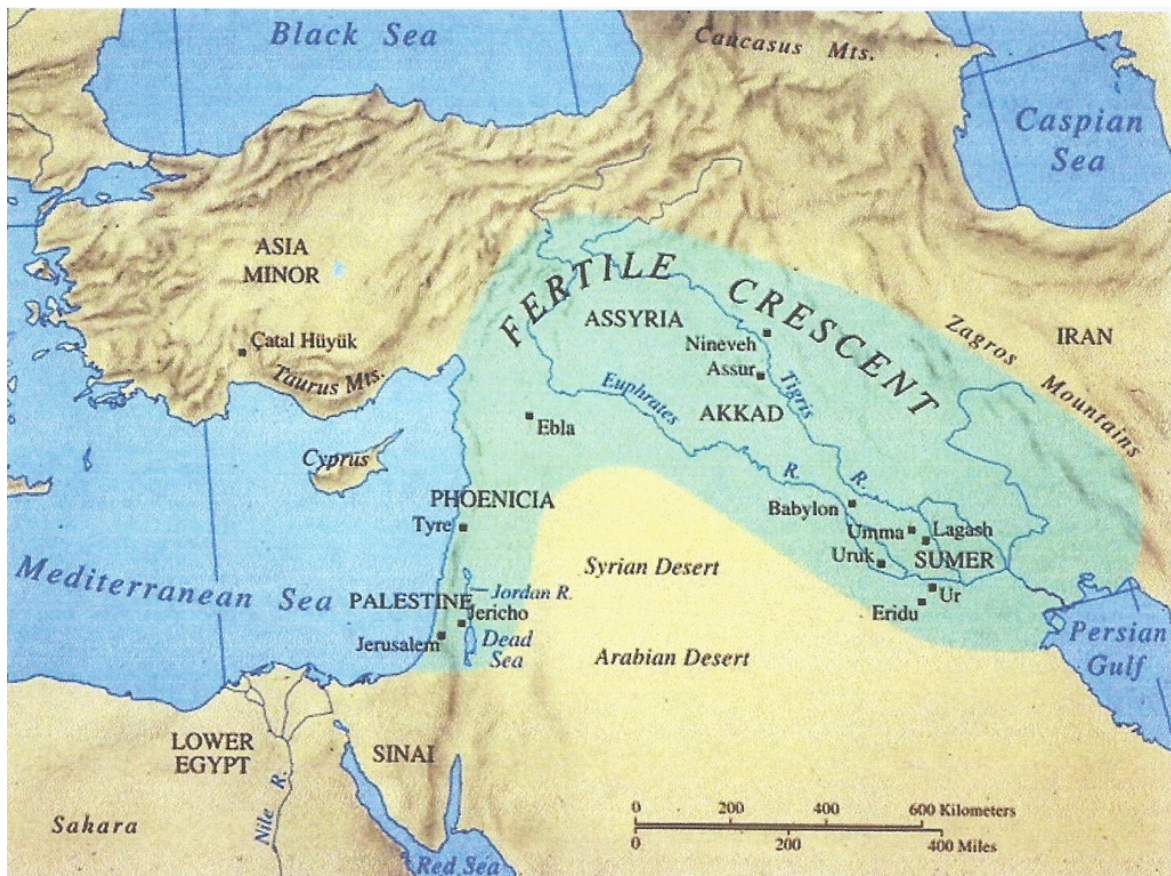 Black Sea
Caucasus Mts.
Caspian
Sea
ASIA
MINOR
FERTILE CRESCENT
ASSYRIA
Nineveh
Assur
Zagros Mountains
IRAN
Çatal Hüyük
Taurus Mts.
Euphrates R.
Tigris R.
AKKAD
Ebla
Cyprus
PHOENICIA
Tyre
Babylon
Umma
Lagash
Uruk
SUMER
Syrian Desert
Mediterranean Sea
PALESTINE
Jordan R.
Jericho
Ur
Eridu
Jerusalem
Dead
Sea
Arabian Desert
Persian
Gulf
LOWER
EGYPT
SINAI
Nile R.
Sahara
Red Sea
0 200 400 600 Kilometers
0 200 400 Miles